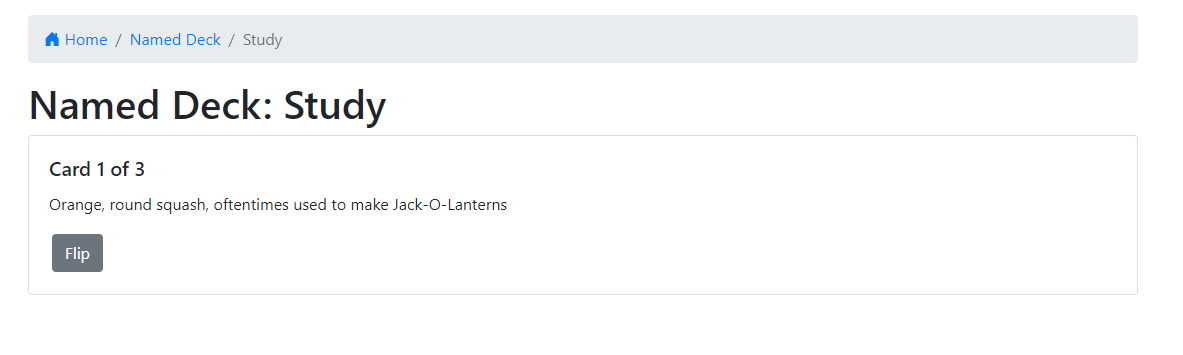 Home / Named Deck / Study
Named Deck: Study
Card 1 of 3
Orange, round squash, oftentimes used to make Jack-O-Lanterns
Flip